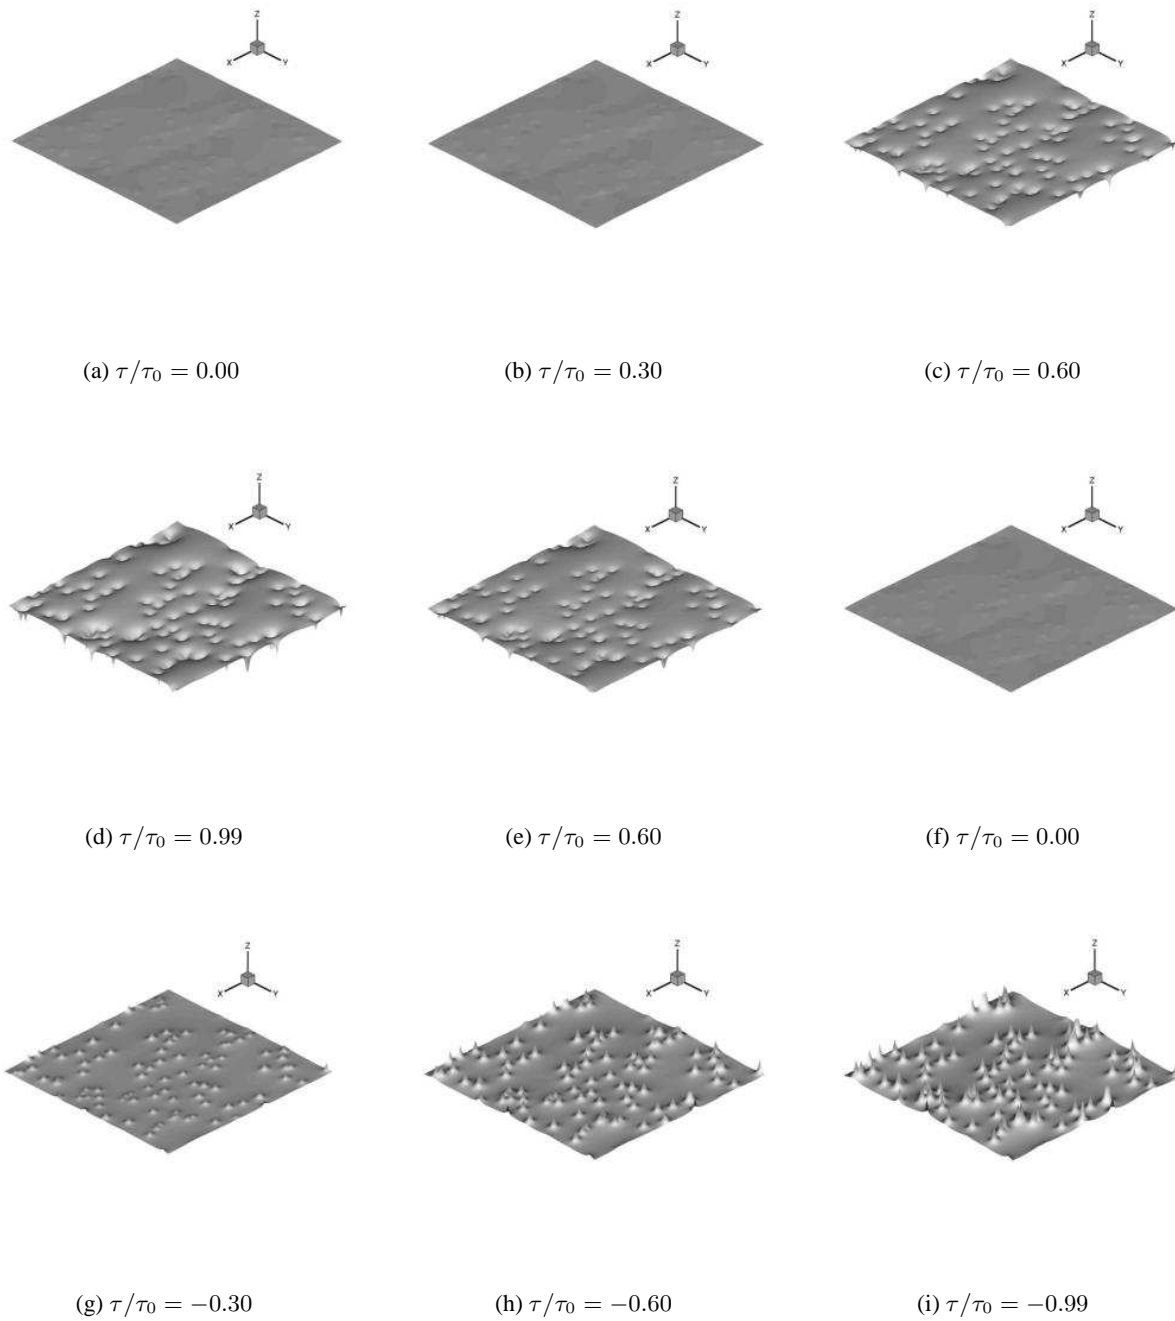 Z
X Y
Z
X Y
Z
X Y
(a) τ/τ₀ = 0.00
(b) τ/τ₀ = 0.30
(c) τ/τ₀ = 0.60
Z
X Y
Z
X Y
Z
X Y
(d) τ/τ₀ = 0.99
(e) τ/τ₀ = 0.60
(f) τ/τ₀ = 0.00
Z
X Y
Z
X Y
Z
X Y
(g) τ/τ₀ = −0.30
(h) τ/τ₀ = −0.60
(i) τ/τ₀ = −0.99